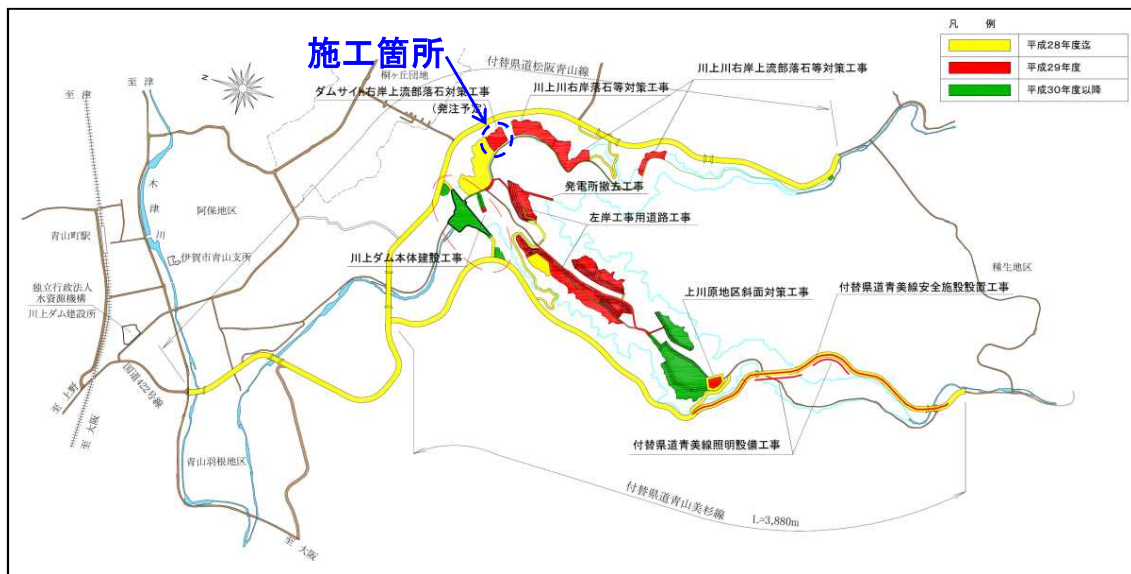 凡 例
平成28年度迄
平成29年度
平成30年度以降
施工箇所
付替県道松阪青山線
桐ヶ丘団地
ダムサイト右岸上流部落石対策工事
(発注予定)
川上川右岸落石等対策工事
川上川右岸上流部落石等対策工事
N
至 津
至 津
木津川
阿保地区
青山町駅
伊賀市青山支所
独立行政法人
水資源機構
川上ダム建設所
国道422号線
至 上野
至 大阪
青山羽根地区
至 大阪
発電所撤去工事
左岸工事用道路工事
川上ダム本体建設工事
上川原地区斜面対策工事
種生地区
付替県道青美線安全施設設置工事
付替県道青美線照明設備工事
付替県道青山美杉線
L=3,880m